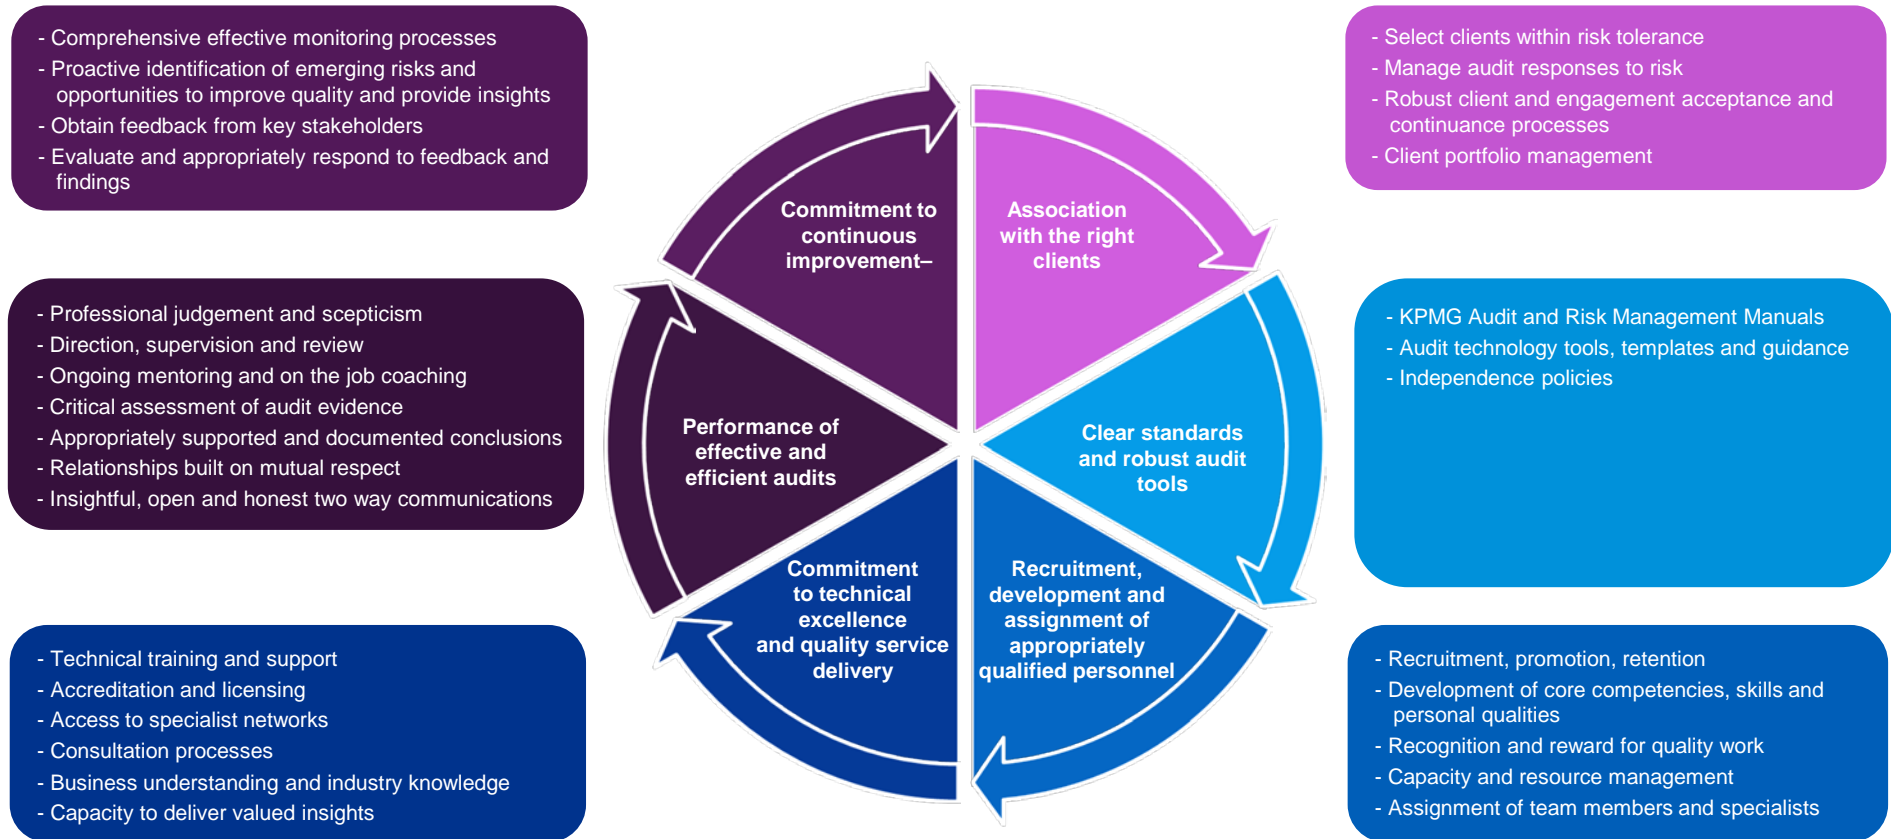 - Comprehensive effective monitoring processes
- Proactive identification of emerging risks and
opportunities to improve quality and provide insights
- Obtain feedback from key stakeholders
- Evaluate and appropriately respond to feedback and
findings
- Select clients within risk tolerance
- Manage audit responses to risk
- Robust client and engagement acceptance and
continuance processes
- Client portfolio management
Commitment to
continuous
improvement–
Association
with the right
clients
- Professional judgement and scepticism
- Direction, supervision and review
- Ongoing mentoring and on the job coaching
- Critical assessment of audit evidence
- Appropriately supported and documented conclusions
- Relationships built on mutual respect
- Insightful, open and honest two way communications
Performance of
effective and
efficient audits
Clear standards
and robust audit
tools
- KPMG Audit and Risk Management Manuals
- Audit technology tools, templates and guidance
- Independence policies
Commitment
to technical
excellence
and quality service
delivery
Recruitment,
development and
assignment of
appropriately
qualified personnel
- Technical training and support
- Accreditation and licensing
- Access to specialist networks
- Consultation processes
- Business understanding and industry knowledge
- Capacity to deliver valued insights
- Recruitment, promotion, retention
- Development of core competencies, skills and
personal qualities
- Recognition and reward for quality work
- Capacity and resource management
- Assignment of team members and specialists